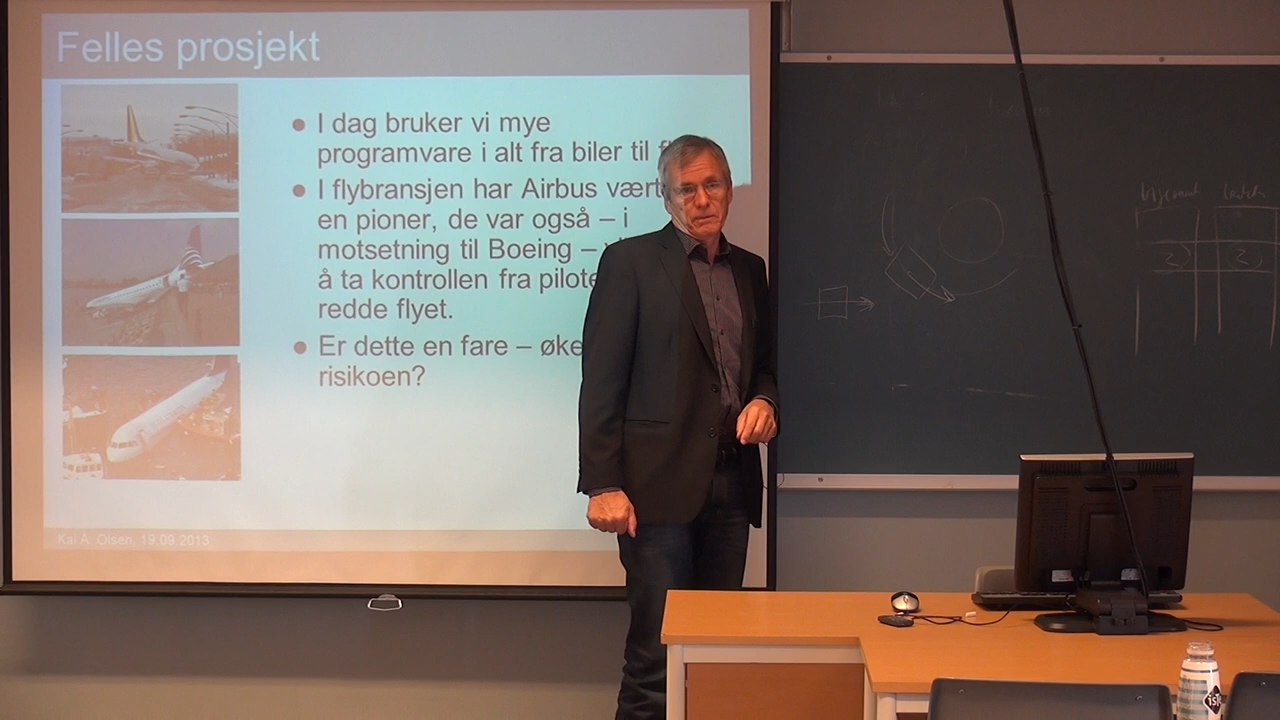 Felles prosjekt
● I dag bruker vi mye
programvare i alt fra biler til
● I flybransjen har Airbus vært
en pioner, de var også – i
motsetning til Boeing –
å ta kontrollen fra
redde flyet.
● Er dette en fare –
risikoen?
Kai A. Olsen, 19.09.2013